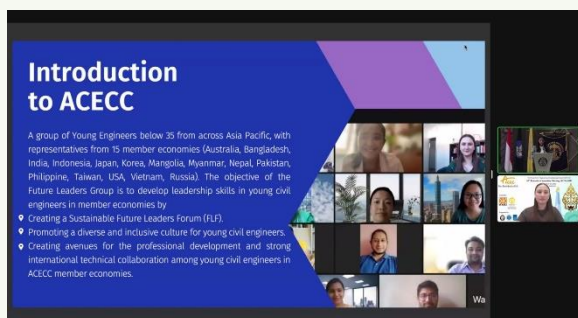 Introduction
to ACECC
A group of Young Engineers below 35 from across Asia Pacific, with
representatives from 15 member economies (Australia, Bangladesh,
India, Indonesia, Japan, Korea, Mangolia, Myanmar, Nepal, Pakistan,
Philippine, Taiwan, USA, Vietnam, Russia). The objective of the
Future Leaders Group is to develop leadership skills in young civil
engineers in member economies by
Creating a Sustainable Future Leaders Forum (FLF).
Promoting a diverse and inclusive culture for young civil engineers.
Creating avenues for the professional development and strong
international technical collaboration among young civil engineers in
ACECC member economies.
Wa